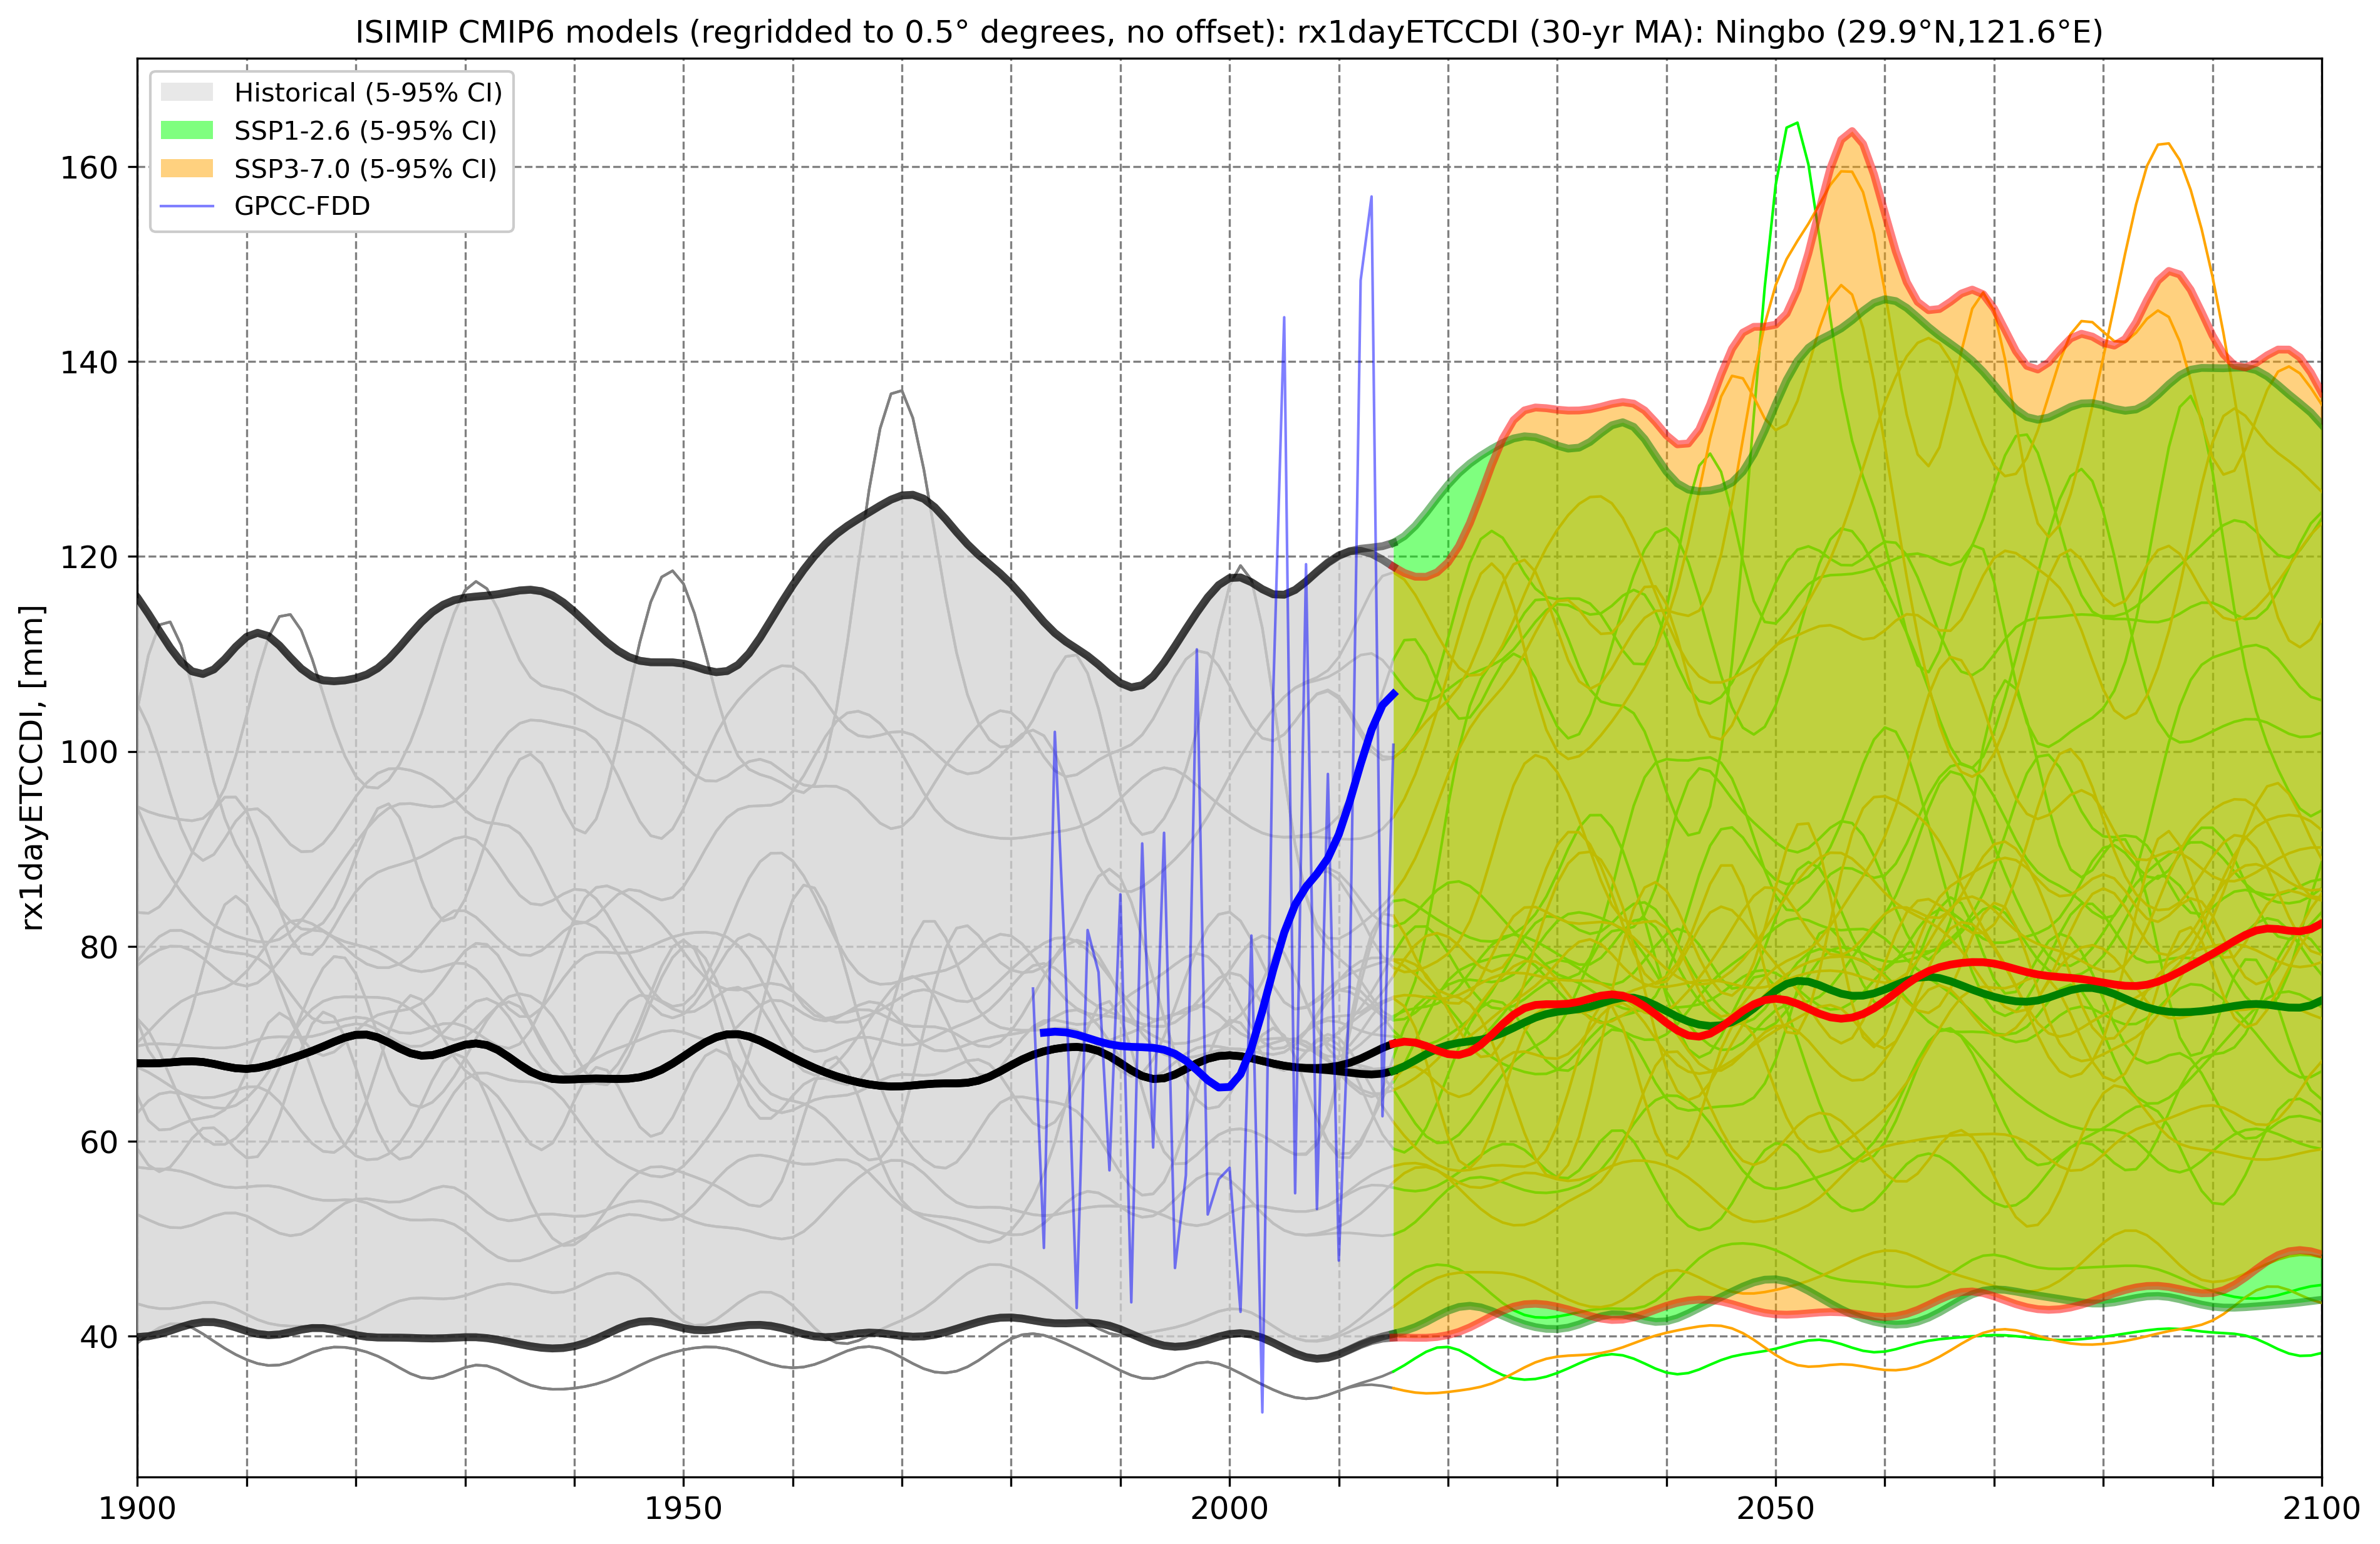 ISIMIP CMIP6 models (regridded to 0.5° degrees, no offset): rx1dayETCCDI (30-yr MA): Ningbo (29.9°N,121.6°E)
Historical (5-95% CI)
SSP1-2.6 (5-95% CI)
SSP3-7.0 (5-95% CI)
GPCC-FDD
rx1dayETCCDI, [mm]
160
140
120
100
80
60
40
1900
1950
2000
2050
2100